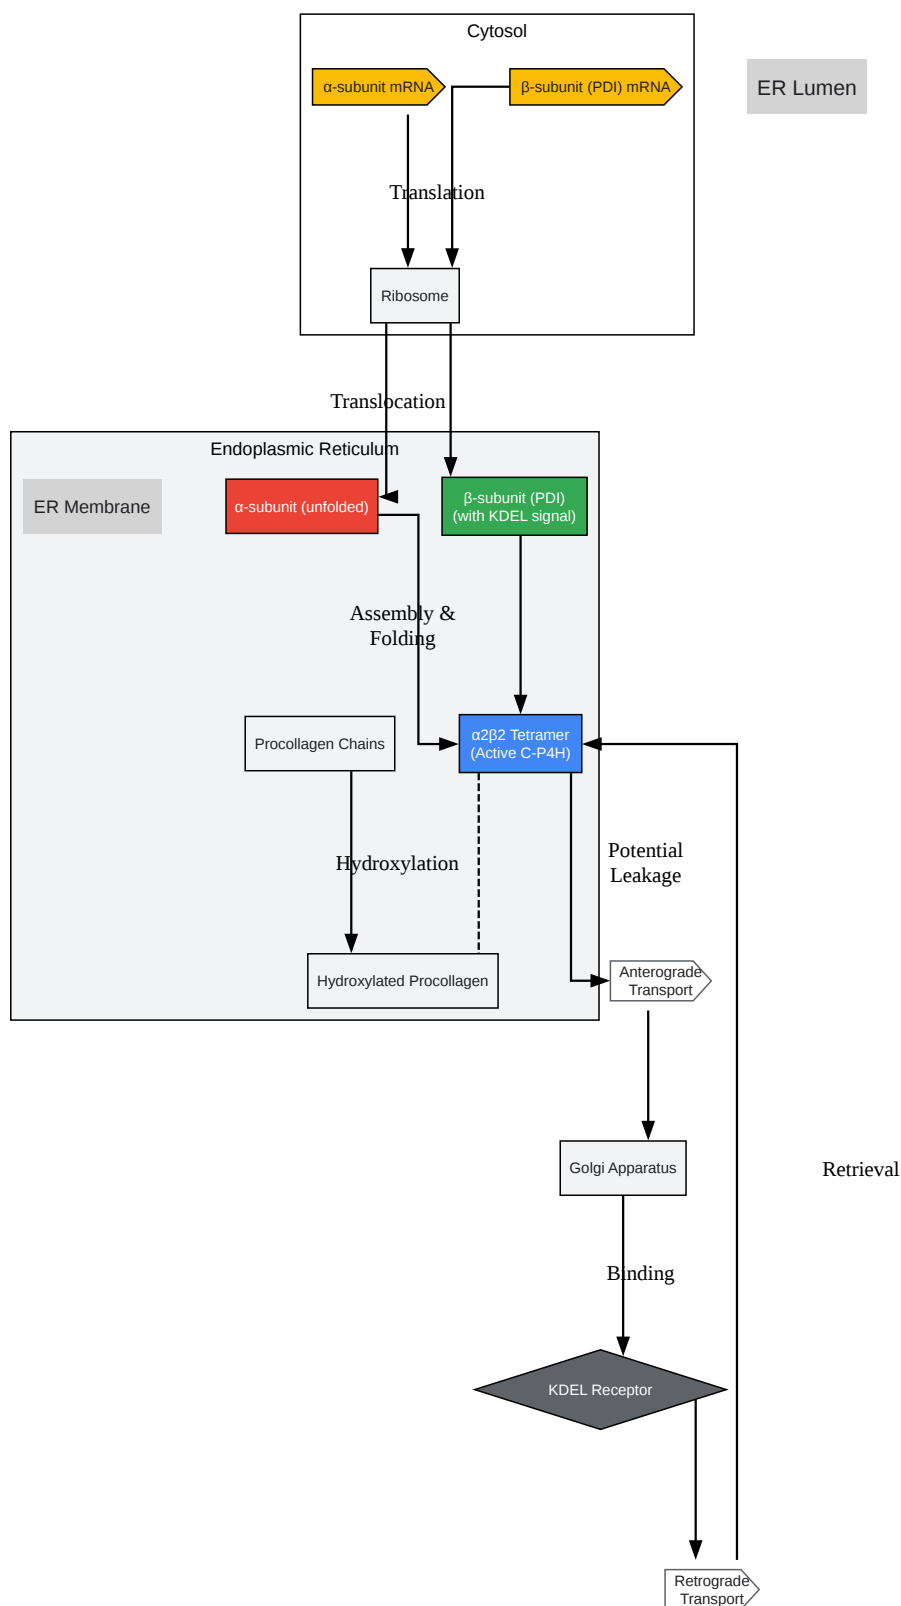 Cytosol
α-subunit mRNA
β-subunit (PDI) mRNA
ER Lumen
Translation
Ribosome
Translocation
Endoplasmic Reticulum
ER Membrane
α-subunit (unfolded)
β-subunit (PDI)
(with KDEL signal)
Assembly &
Folding
Procollagen Chains
α2β2 Tetramer
(Active C-P4H)
Hydroxylation
Potential
Leakage
Hydroxylated Procollagen
Anterograde
Transport
Golgi Apparatus
Retrieval
Binding
KDEL Receptor
Retrograde
Transport